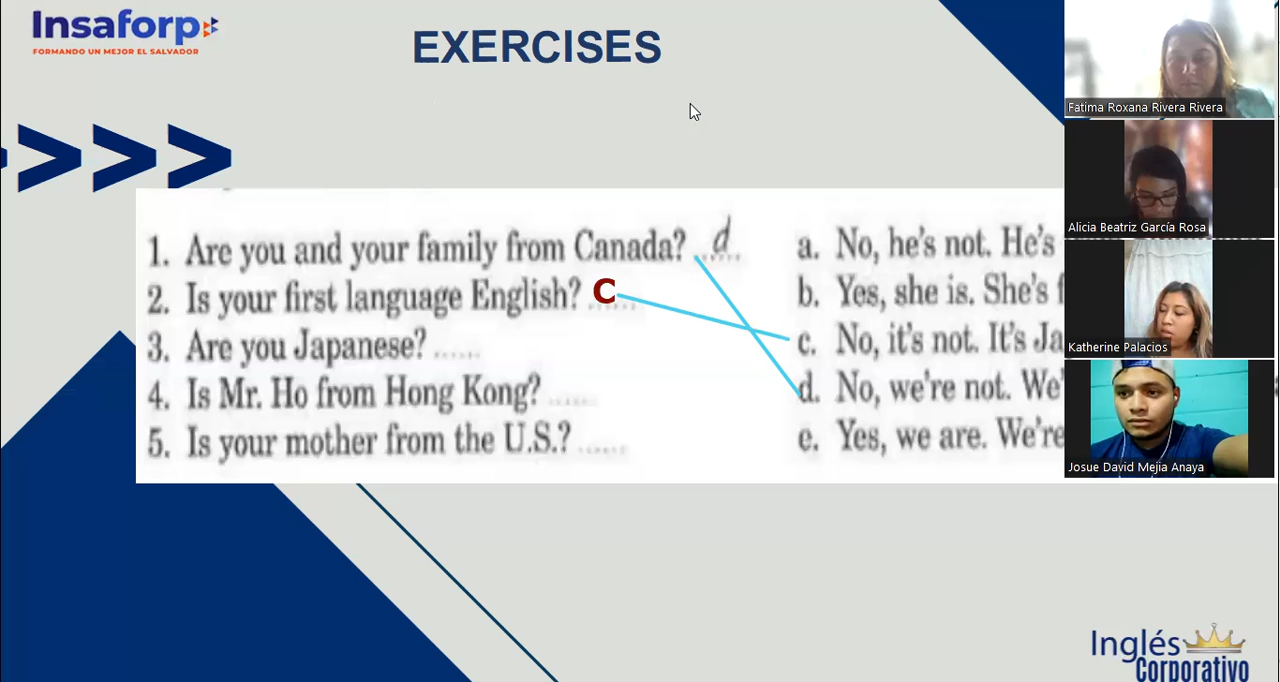 Insaforp
FORMANDO UN MEJOR EL SALVADOR
EXERCISES
1. Are you and your family from Canada? d
2. Is your first language English? C
3. Are you Japanese? ......
4. Is Mr. Ho from Hong Kong? ......
5. Is your mother from the U.S.? ......
a. No, he's not. He's
b. Yes, she is. She's
c. No, it's not. It's
d. No, we're not. We'
e. Yes, we are. We're
Fatima Roxana Rivera Rivera
Alicia Beatriz García Rosa
Katherine Palacios
Josue David Mejia Anaya
Inglés
Corporativo